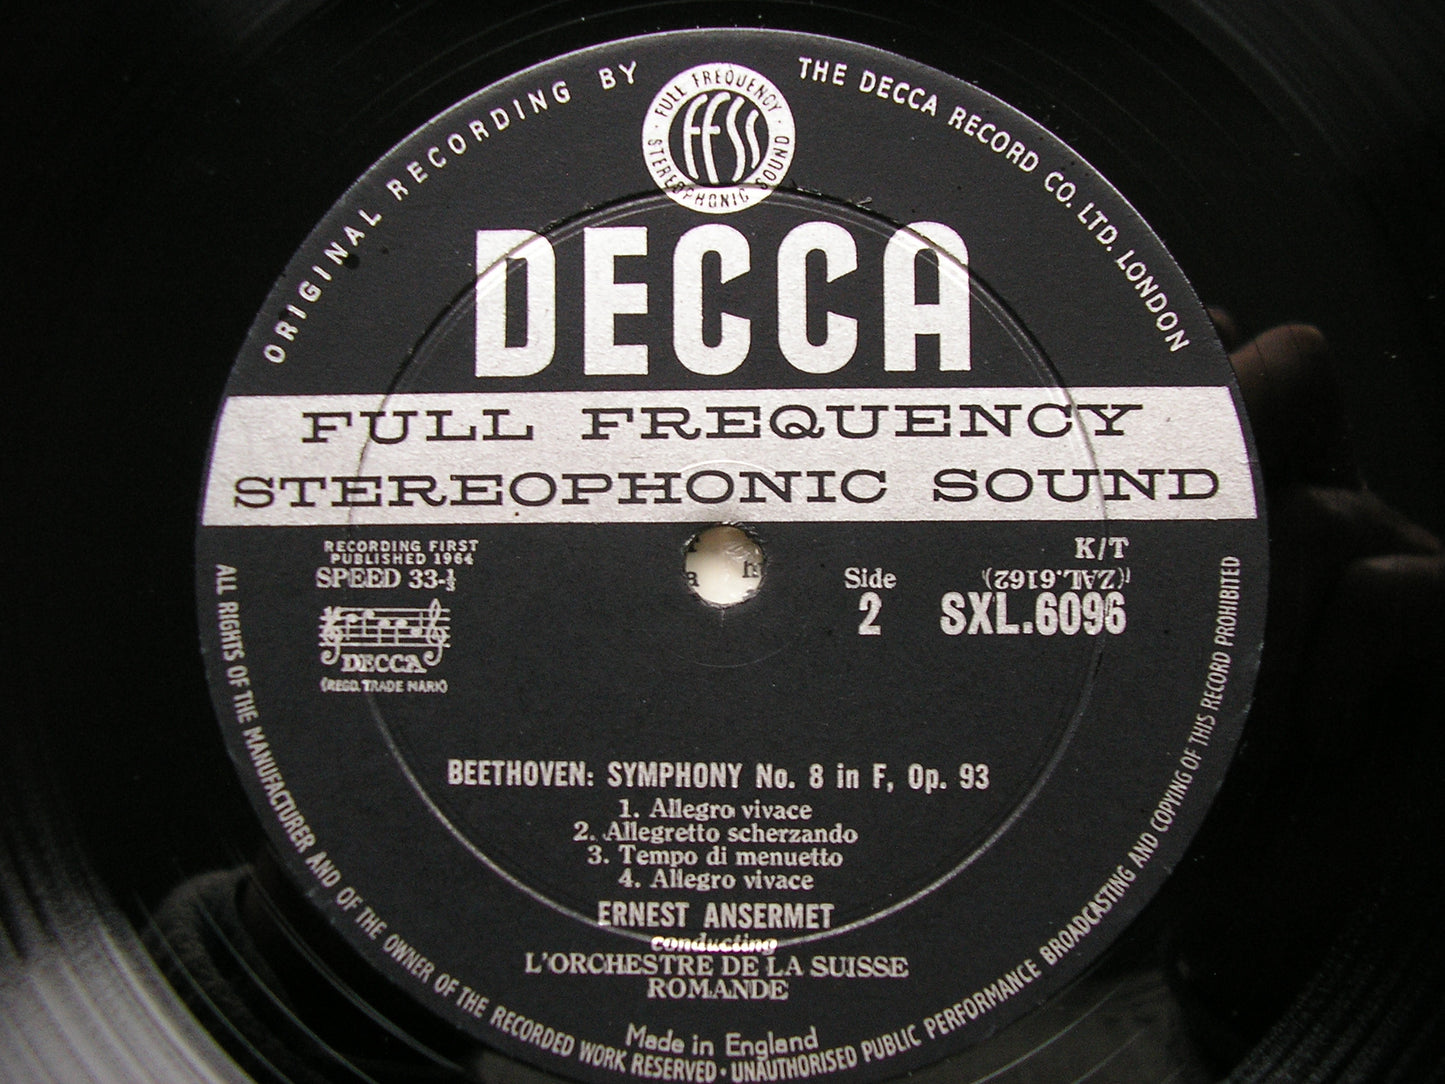 ORIGINAL RECORDING BY
THE DECCA RECORD CO. LTD. LONDON
FULL FREQUENCY
STEREOPHONIC SOUND
FFSS
DECCA
FULL FREQUENCY
STEREOPHONIC SOUND
RECORDING FIRST
PUBLISHED 1964
SPEED 33-⅓
DECCA
(REGD. TRADE MARK)
Side
2
K/T
(ZAL.6162)
SXL.6096
BEETHOVEN: SYMPHONY No. 8 in F, Op. 93
1. Allegro vivace
2. Allegretto scherzando
3. Tempo di menuetto
4. Allegro vivace
ERNEST ANSERMET
conducting
L'ORCHESTRE DE LA SUISSE
ROMANDE
Made in England
ALL RIGHTS OF THE MANUFACTURER AND OF THE OWNER OF THE RECORDED WORK RESERVED · UNAUTHORISED PUBLIC PERFORMANCE BROADCASTING AND COPYING OF THIS RECORD PROHIBITED